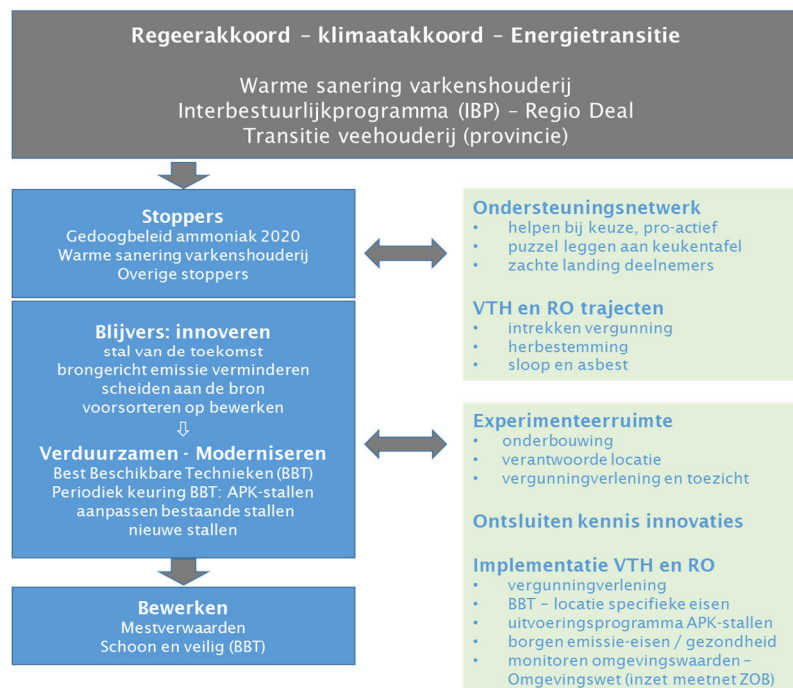 Regeerakkoord – klimaatakkoord – Energietransitie
Warme sanering varkenshouderij
Interbestuurlijkprogramma (IBP) – Regio Deal
Transitie veehouderij (provincie)
Stoppers
Gedoogbeleid ammoniak 2020
Warme sanering varkenshouderij
Overige stoppers
Ondersteuningsnetwerk
• helpen bij keuze, pro-actief
• puzzel leggen aan keukentafel
• zachte landing deelnemers
VTH en RO trajecten
• intrekken vergunning
• herbestemming
• sloop en asbest
Blijvers: innoveren
stal van de toekomst
brongericht emissie verminderen
scheiden aan de bron
voorsorteren op bewerken
⇩
Verduurzamen - Moderniseren
Best Beschikbare Technieken (BBT)
Periodiek keuring BBT: APK-stallen
aanpassen bestaande stallen
nieuwe stallen
Experimenteerruimte
• onderbouwing
• verantwoorde locatie
• vergunningverlening en toezicht
Ontsluiten kennis innovaties
Implementatie VTH en RO
• vergunningverlening
• BBT – locatie specifieke eisen
• uitvoeringsprogramma APK-stallen
• borgen emissie-eisen / gezondheid
• monitoren omgevingswaarden –
Omgevingswet (inzet meetnet ZOB)
Bewerken
Mestverwaarden
Schoon en veilig (BBT)